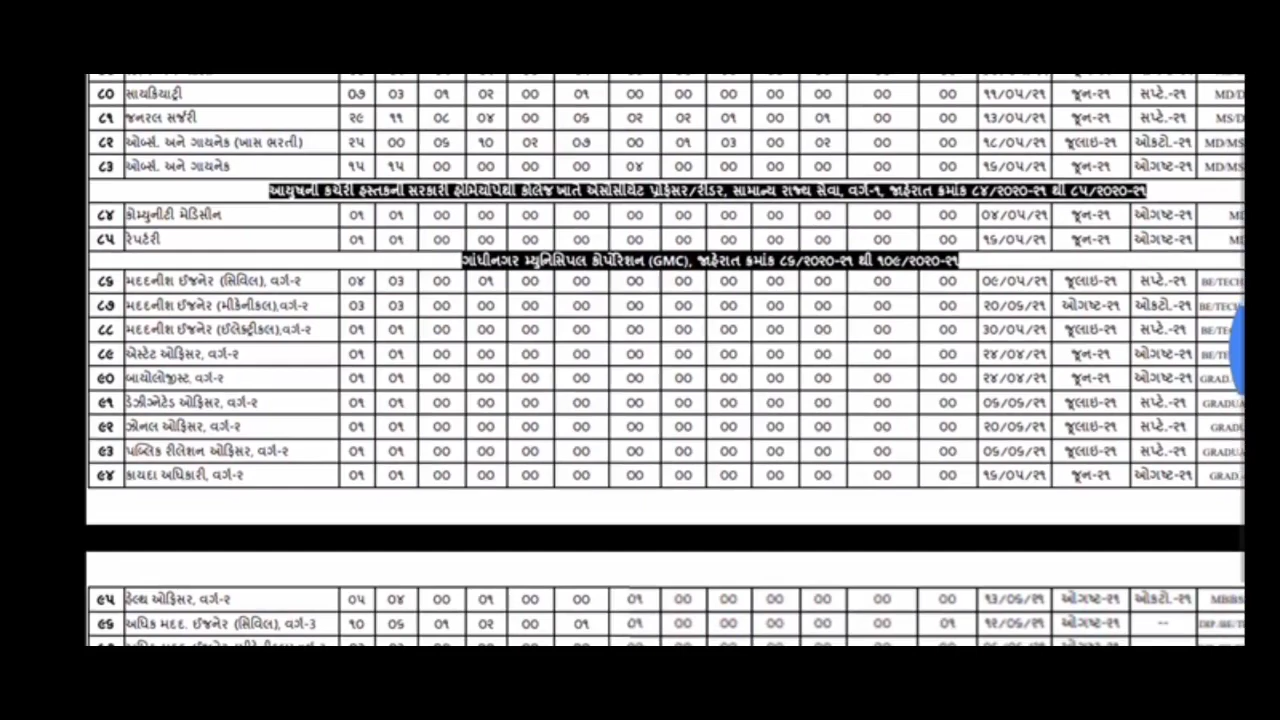 ૮૦ સાયકિયાટ્રી ૦૭ ૦૩ ૦૧ ૦૨ ૦૦ ૦૧ ૦૦ ૦૦ ૦૦ ૦૦ ૦૦ ૦૦ ૦૦ ૧૧/૦૫/૨૧ જૂન-૨૧ સપ્ટે.-૨૧ MD/D
૮૧ જનરલ સર્જરી ૨૯ ૧૧ ૦૮ ૦૪ ૦૦ ૦૬ ૦૨ ૦૨ ૦૧ ૦૦ ૦૧ ૦૦ ૦૦ ૧૩/૦૫/૨૧ જૂન-૨૧ સપ્ટે.-૨૧ MS/D
૮૨ ઓબ્સે. અને ગાયનેક (ખાસ ભરતી) ૨૫ ૦૦ ૦૬ ૧૦ ૦૨ ૦૭ ૦૦ ૦૧ ૦૩ ૦૦ ૦૨ ૦૦ ૦૦ ૧૮/૦૫/૨૧ જૂલાઇ-૨૧ ઓકટો.-૨૧ MD/MS
૮૩ ઓબ્સે. અને ગાયનેક ૧૫ ૧૫ ૦૦ ૦૦ ૦૦ ૦૦ ૦૪ ૦૦ ૦૦ ૦૦ ૦૦ ૦૦ ૦૦ ૧૬/૦૫/૨૧ જૂન-૨૧ ઓગષ્ટ-૨૧ MD/MS
આયુષની કચેરી હસ્તકની સરકારી હોમિયોપેથી કોલેજ ખાતે એસોસીયેટ પ્રોફેસર/રીડર, સામાન્ય રાજ્ય સેવા, વર્ગ-૧, જાહેરાત ક્રમાંક ૮૪/૨૦૨૦-૨૧ થી ૮૫/૨૦૨૦-૨૧
૮૪ કોમ્યુનીટી મેડિસીન ૦૧ ૦૧ ૦૦ ૦૦ ૦૦ ૦૦ ૦૦ ૦૦ ૦૦ ૦૦ ૦૦ ૦૦ ૦૦ ૦૪/૦૫/૨૧ જૂન-૨૧ ઓગષ્ટ-૨૧
૮૫ રેપર્ટરી ૦૧ ૦૧ ૦૦ ૦૦ ૦૦ ૦૦ ૦૦ ૦૦ ૦૦ ૦૦ ૦૦ ૦૦ ૦૦ ૧૬/૦૫/૨૧ જૂન-૨૧ ઓગષ્ટ-૨૧
ગાંધીનગર મ્યુનિસિપલ કોર્પોરેશન (GMC), જાહેરાત ક્રમાંક ૮૬/૨૦૨૦-૨૧ થી ૧૦૯/૨૦૨૦-૨૧
૮૬ મદદનીશ ઈજનેર (સિવિલ), વર્ગ-૨ ૦૪ ૦૩ ૦૦ ૦૧ ૦૦ ૦૦ ૦૦ ૦૦ ૦૦ ૦૦ ૦૦ ૦૦ ૦૦ ૦૯/૦૫/૨૧ જૂલાઇ-૨૧ સપ્ટે.-૨૧ BE/TECH
૮૭ મદદનીશ ઈજનેર (મીકેનીકલ),વર્ગ-૨ ૦૩ ૦૩ ૦૦ ૦૦ ૦૦ ૦૦ ૦૦ ૦૦ ૦૦ ૦૦ ૦૦ ૦૦ ૦૦ ૨૦/૦૬/૨૧ ઓગષ્ટ-૨૧ ઓકટો.-૨૧ BE/TECH
૮૮ મદદનીશ ઈજનેર (ઈલેક્ટ્રીકલ),વર્ગ-૨ ૦૧ ૦૧ ૦૦ ૦૦ ૦૦ ૦૦ ૦૦ ૦૦ ૦૦ ૦૦ ૦૦ ૦૦ ૦૦ ૩૦/૦૫/૨૧ જૂલાઇ-૨૧ સપ્ટે.-૨૧
૮૯ એસ્ટેટ ઓફિસર, વર્ગ-૨ ૦૧ ૦૧ ૦૦ ૦૦ ૦૦ ૦૦ ૦૦ ૦૦ ૦૦ ૦૦ ૦૦ ૦૦ ૦૦ ૨૪/૦૪/૨૧ જૂન-૨૧ ઓગષ્ટ-૨૧
૯૦ બાયોલોજીસ્ટ, વર્ગ-૨ ૦૧ ૦૧ ૦૦ ૦૦ ૦૦ ૦૦ ૦૦ ૦૦ ૦૦ ૦૦ ૦૦ ૦૦ ૦૦ ૨૪/૦૪/૨૧ જૂન-૨૧ ઓગષ્ટ-૨૧ GRAD.
૯૧ ડેઝીગ્નેટેડ ઓફિસર, વર્ગ-૨ ૦૧ ૦૧ ૦૦ ૦૦ ૦૦ ૦૦ ૦૦ ૦૦ ૦૦ ૦૦ ૦૦ ૦૦ ૦૦ ૦૬/૦૬/૨૧ જૂલાઇ-૨૧ સપ્ટે.-૨૧ GRADUA
૯૨ ઝોનલ ઓફિસર, વર્ગ-૨ ૦૧ ૦૧ ૦૦ ૦૦ ૦૦ ૦૦ ૦૦ ૦૦ ૦૦ ૦૦ ૦૦ ૦૦ ૦૦ ૨૦/૦૬/૨૧ જૂલાઇ-૨૧ સપ્ટે.-૨૧ GRADU
૯૩ પબ્લિક રીલેશન ઓફિસર, વર્ગ-૨ ૦૧ ૦૧ ૦૦ ૦૦ ૦૦ ૦૦ ૦૦ ૦૦ ૦૦ ૦૦ ૦૦ ૦૦ ૦૦ ૦૬/૦૬/૨૧ જૂલાઇ-૨૧ સપ્ટે.-૨૧ GRADUA
૯૪ કાયદા અધિકારી, વર્ગ-૨ ૦૧ ૦૧ ૦૦ ૦૦ ૦૦ ૦૦ ૦૦ ૦૦ ૦૦ ૦૦ ૦૦ ૦૦ ૦૦ ૧૬/૦૫/૨૧ જૂન-૨૧ ઓગષ્ટ-૨૧ GRAD.
૯૫ હેલ્થ ઓફિસર, વર્ગ-૨ ૦૫ ૦૪ ૦૦ ૦૧ ૦૦ ૦૦ ૦૧ ૦૦ ૦૦ ૦૦ ૦૦ ૦૦ ૦૦ ૧૩/૦૬/૨૧ ઓગષ્ટ-૨૧ ઓકટો.-૨૧ MBBS
૯૬ અધિક મદદ. ઈજનેર (સિવિલ), વર્ગ-૩ ૧૦ ૦૬ ૦૧ ૦૨ ૦૦ ૦૧ ૦૧ ૦૦ ૦૦ ૦૦ ૦૦ ૦૦ ૦૧ ૧૨/૦૬/૨૧ ઓગષ્ટ-૨૧ --